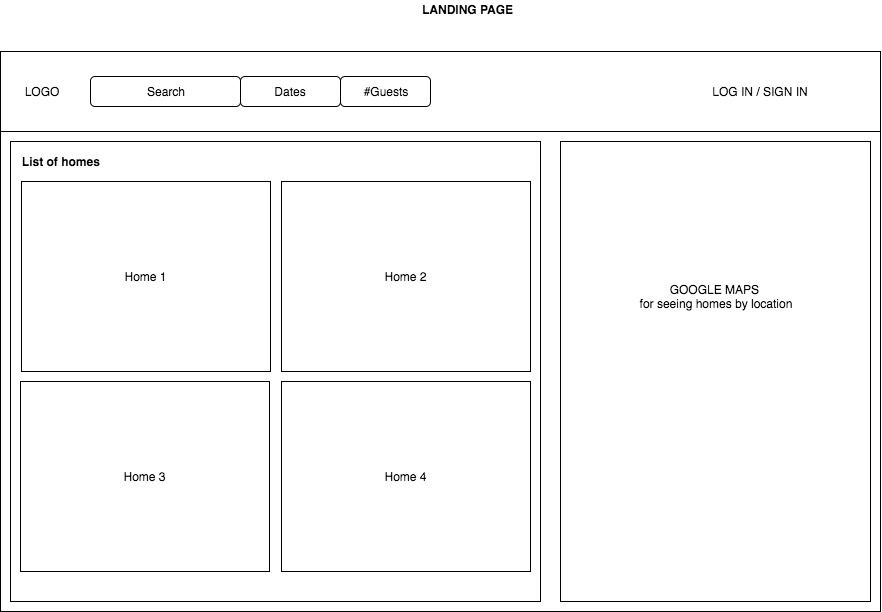 LANDING PAGE
LOGO
Search
Dates
#Guests
LOG IN / SIGN IN
List of homes
Home 1
Home 2
GOOGLE MAPS
for seeing homes by location
Home 3
Home 4